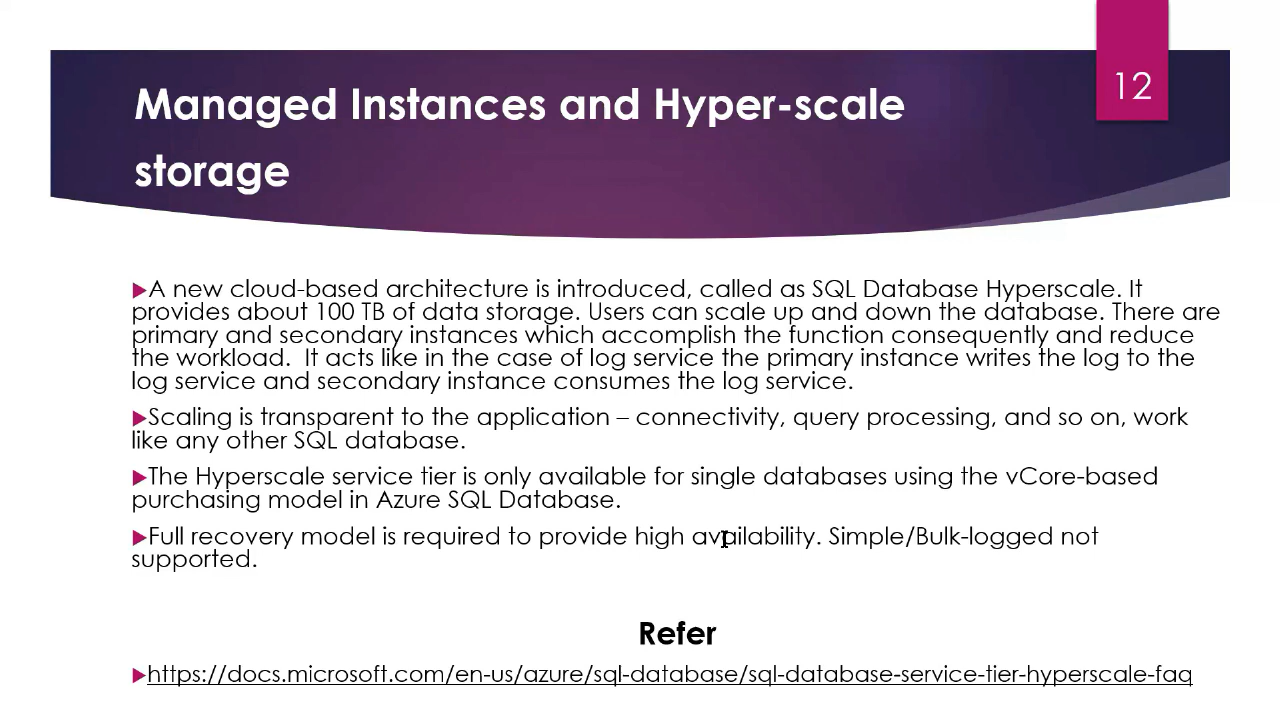 12
Managed Instances and Hyper-scale
storage
A new cloud-based architecture is introduced, called as SQL Database Hyperscale. It
provides about 100 TB of data storage. Users can scale up and down the database. There are
primary and secondary instances which accomplish the function consequently and reduce
the workload.  It acts like in the case of log service the primary instance writes the log to the
log service and secondary instance consumes the log service.
Scaling is transparent to the application – connectivity, query processing, and so on, work
like any other SQL database.
The Hyperscale service tier is only available for single databases using the vCore-based
purchasing model in Azure SQL Database.
Full recovery model is required to provide high availability. Simple/Bulk-logged not
supported.
Refer
https://docs.microsoft.com/en-us/azure/sql-database/sql-database-service-tier-hyperscale-faq